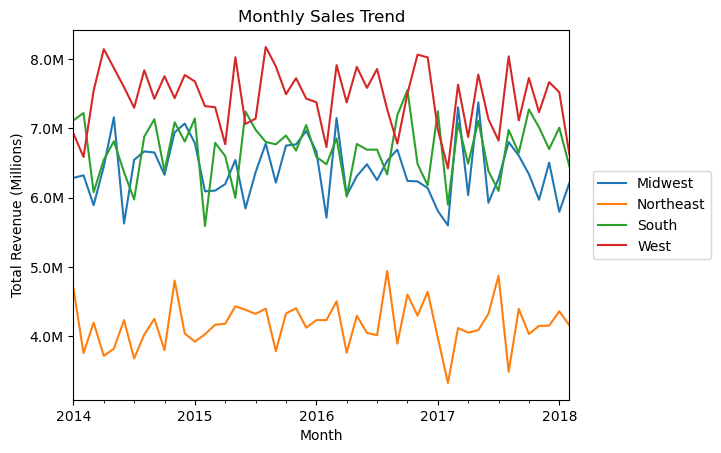 Monthly Sales Trend
Total Revenue (Millions)
8.0M
7.0M
6.0M
5.0M
4.0M
2014 2015 2016 2017 2018
Month
Midwest
Northeast
South
West